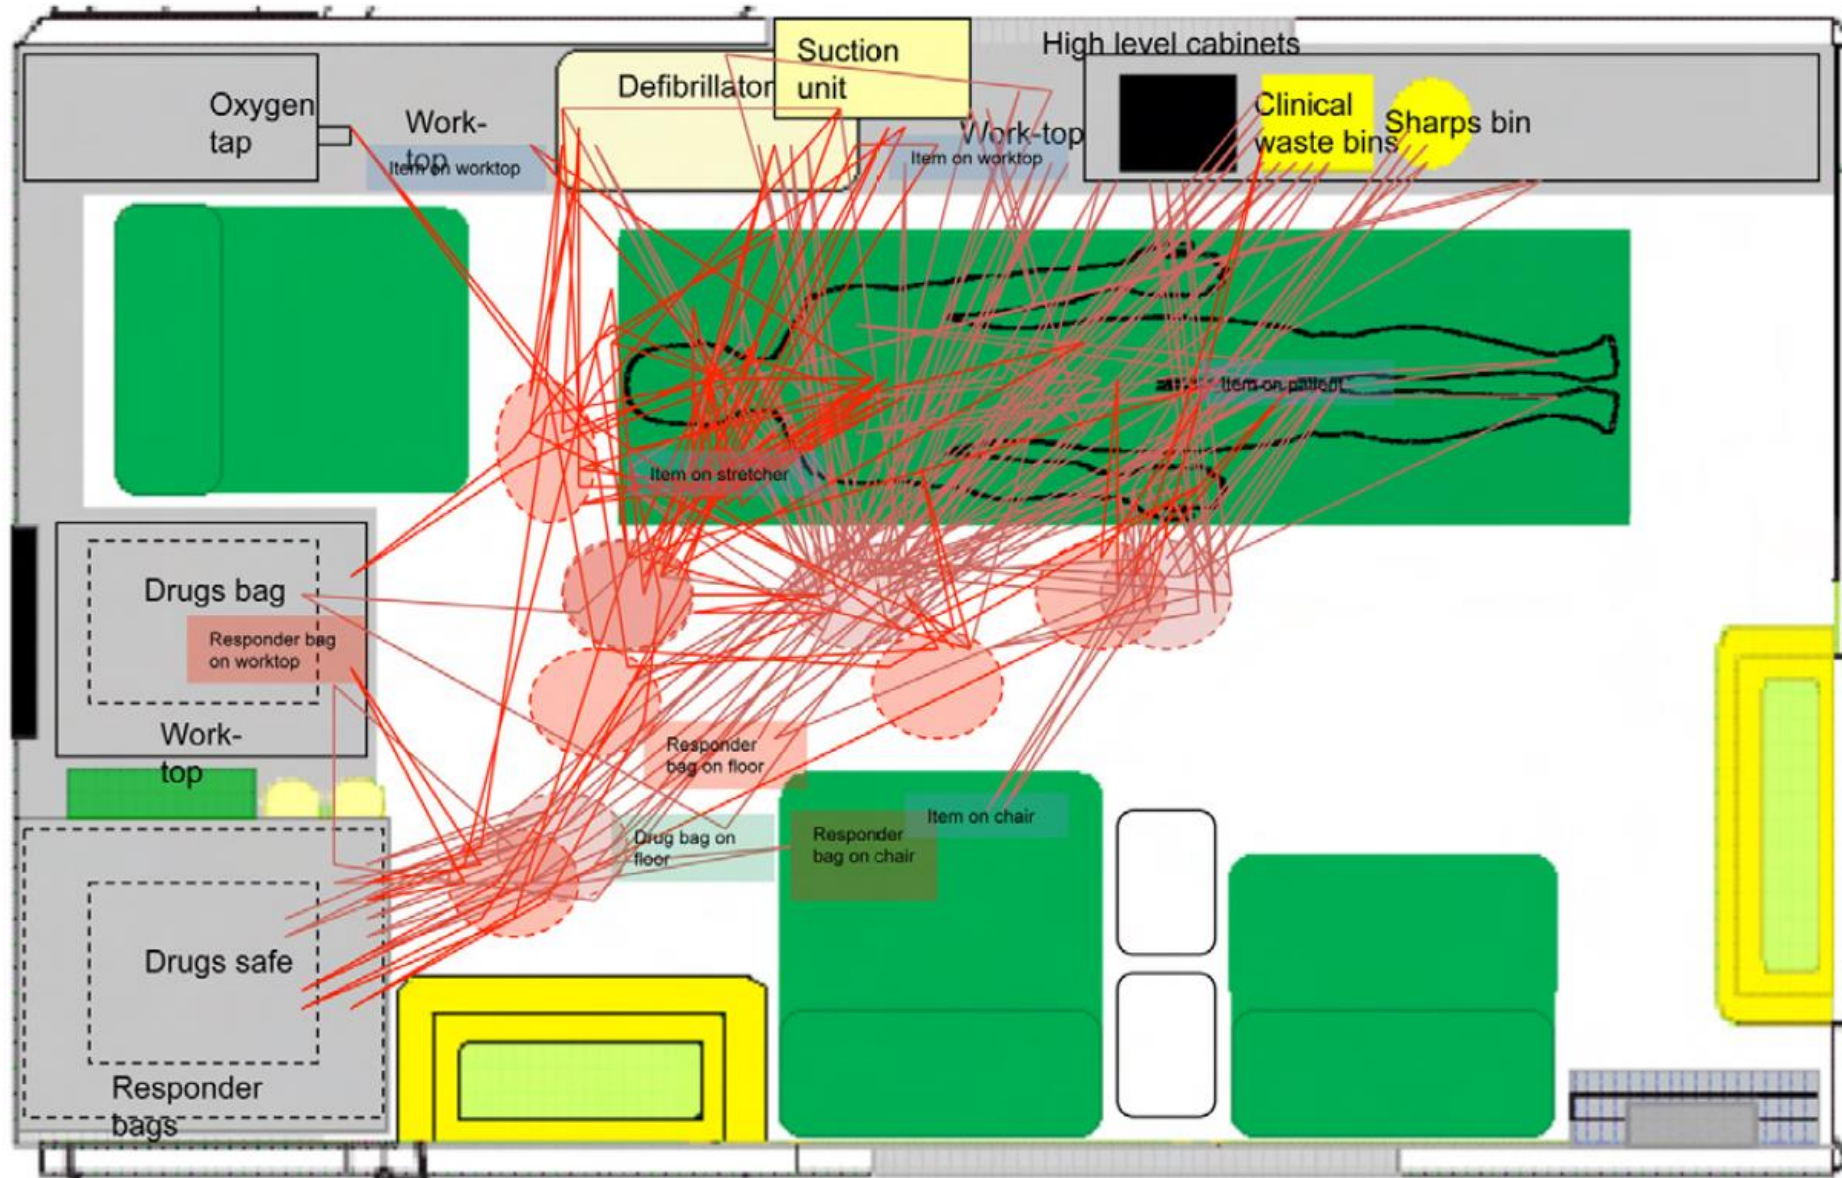 High level cabinets
Suction
unit
Defibrillator
Oxygen
tap
Work-
top
Item on worktop
Work-top
Item on worktop
Clinical
waste bins
Sharps bin
Item on patient
Item on stretcher
Drugs bag
Responder bag
on worktop
Work-
top
Responder
bag on floor
Drug bag on
floor
Responder
bag on chair
Item on chair
Drugs safe
Responder
bags